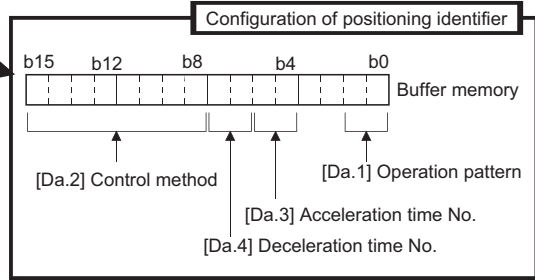 Configuration of positioning identifier
b15 b12 b8 b4 b0
Buffer memory
[Da.2] Control method
[Da.1] Operation pattern
[Da.3] Acceleration time No.
[Da.4] Deceleration time No.